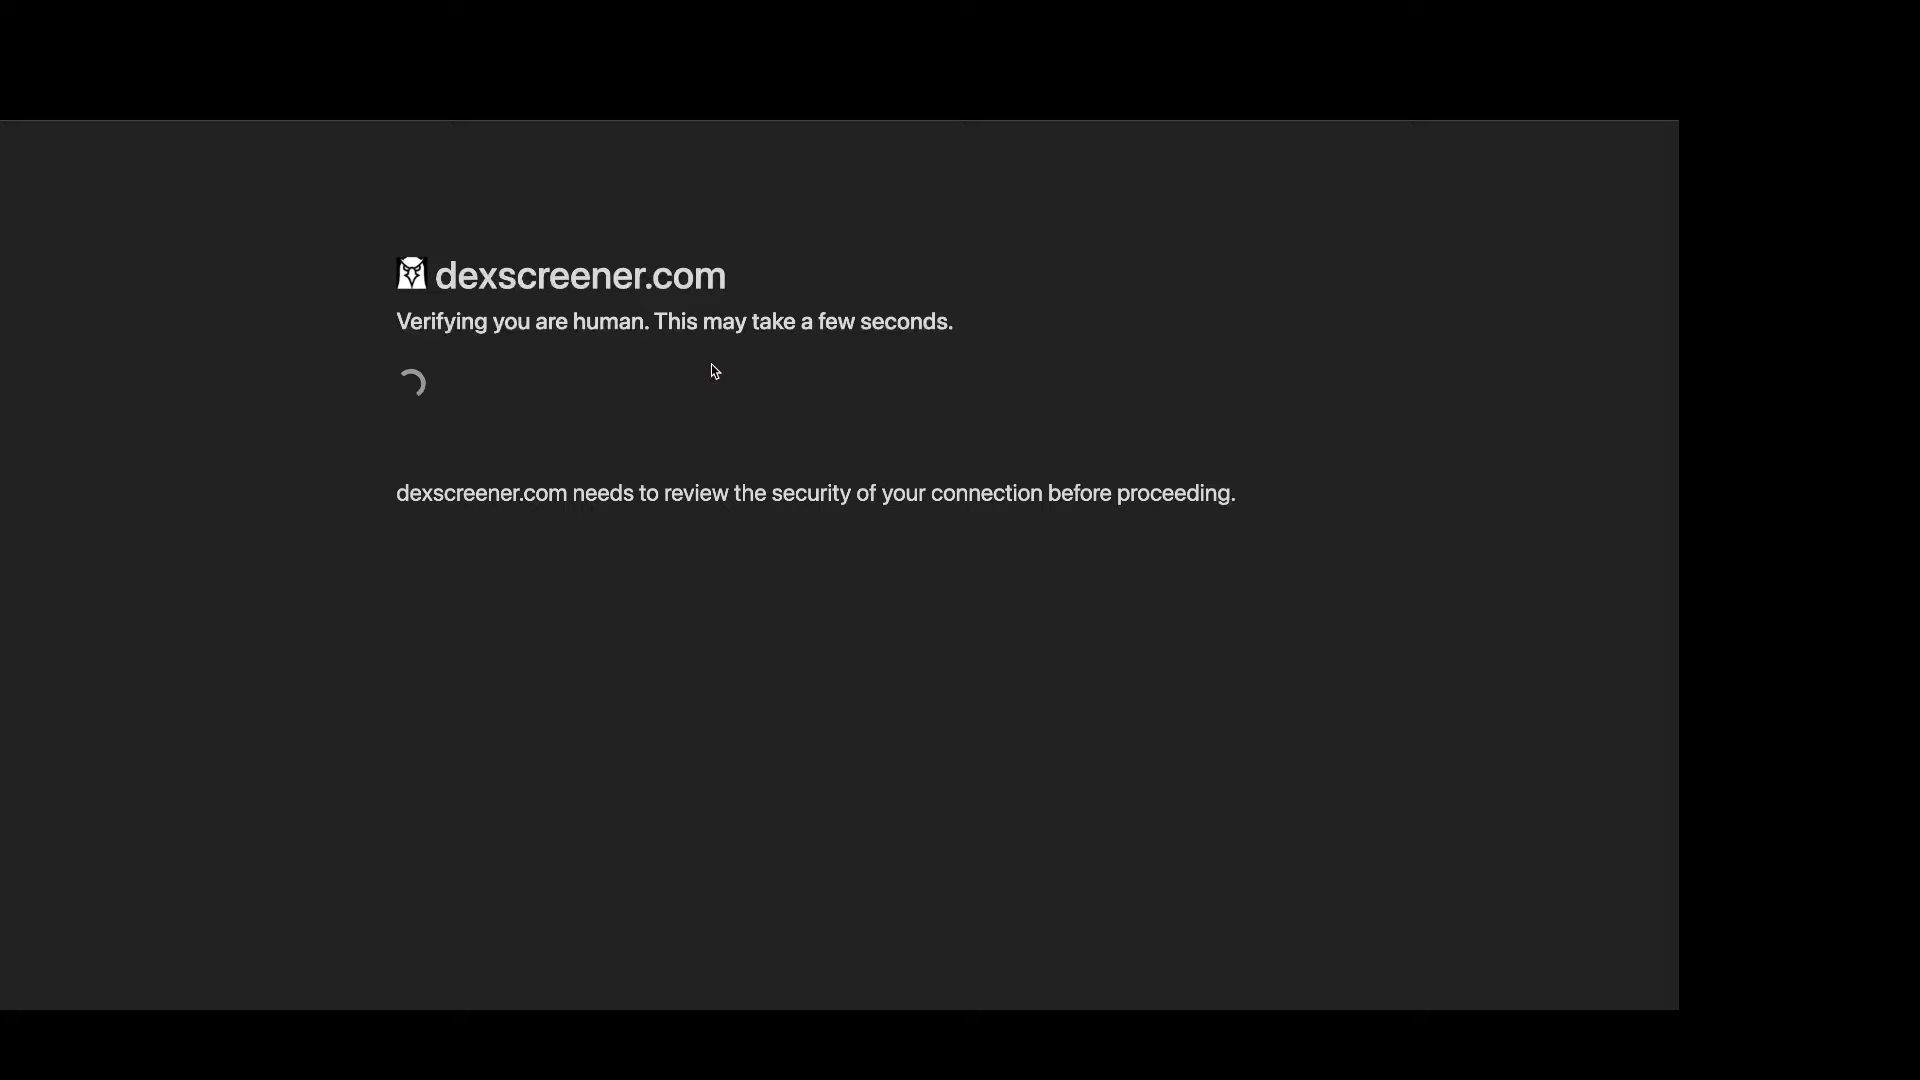 dexscreener.com
Verifying you are human. This may take a few seconds.
dexscreener.com needs to review the security of your connection before proceeding.